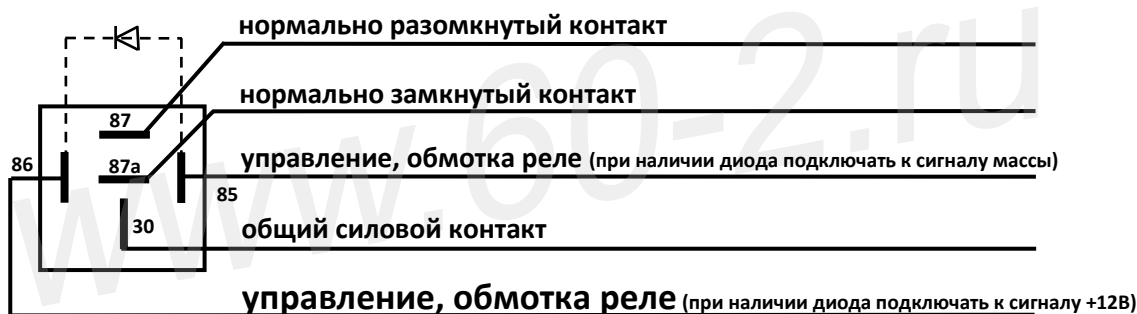 нормально разомкнутый контакт
нормально замкнутый контакт
87
86
87a
управление, обмотка реле (при наличии диода подключать к сигналу массы)
85
30
общий силовой контакт
управление, обмотка реле (при наличии диода подключать к сигналу +12В)
www.60-2.ru